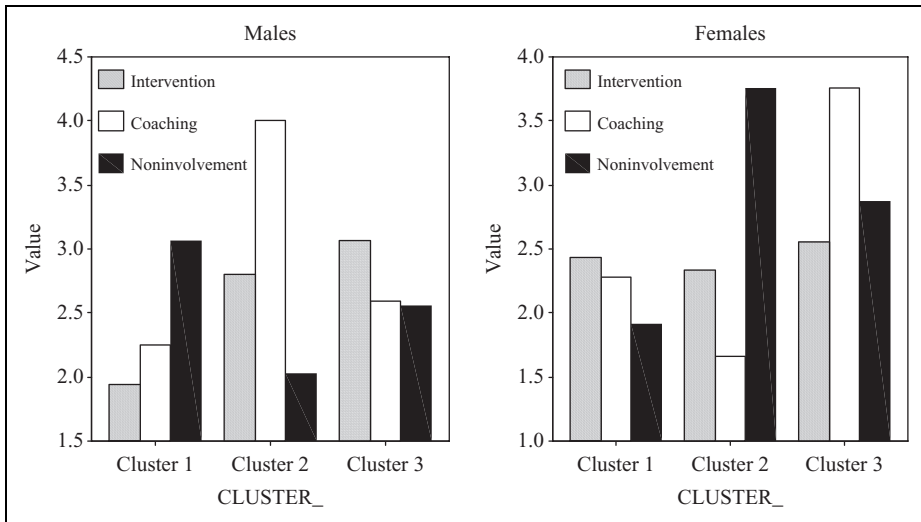 Males
4.5
4.0
3.5
3.0
2.5
2.0
1.5
Value
Intervention
Coaching
Noninvolvement
Cluster 1 Cluster 2 Cluster 3
CLUSTER_
Females
4.0
3.5
3.0
2.5
2.0
1.5
1.0
Value
Intervention
Coaching
Noninvolvement
Cluster 1 Cluster 2 Cluster 3
CLUSTER_